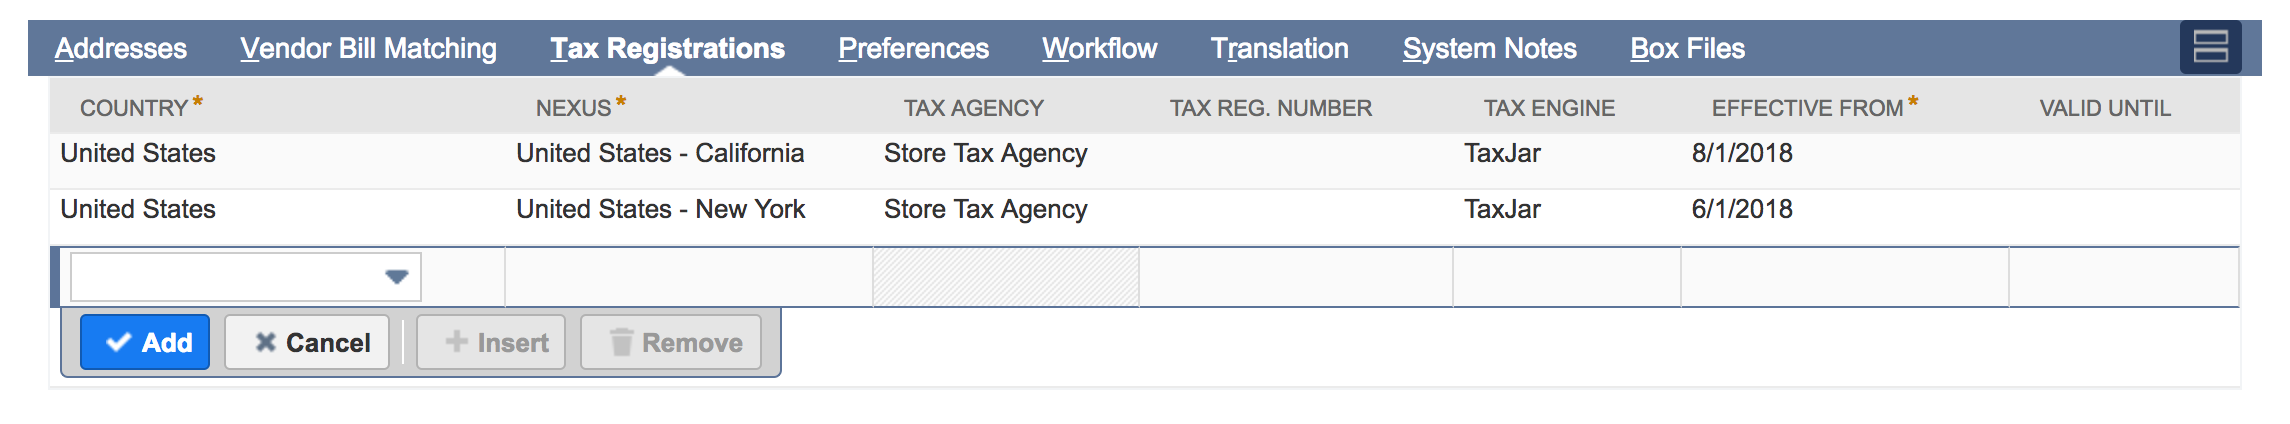 Addresses Vendor Bill Matching Tax Registrations Preferences Workflow Translation System Notes Box Files
COUNTRY* NEXUS* TAX AGENCY TAX REG. NUMBER TAX ENGINE EFFECTIVE FROM* VALID UNTIL
United States United States - California Store Tax Agency TaxJar 8/1/2018
United States United States - New York Store Tax Agency TaxJar 6/1/2018
Add Cancel Insert Remove